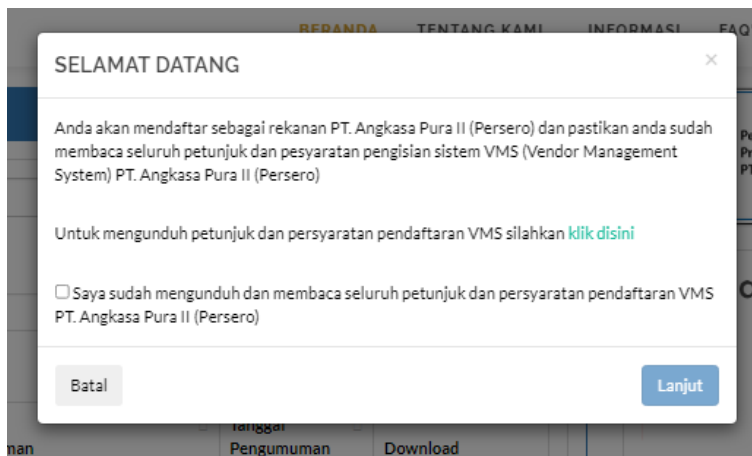 BERANDA TENTANG KAMI INFORMASI FAQ
SELAMAT DATANG
×
Anda akan mendaftar sebagai rekanan PT. Angkasa Pura II (Persero) dan pastikan anda sudah
membaca seluruh petunjuk dan pesyaratan pengisian sistem VMS (Vendor Management
System) PT. Angkasa Pura II (Persero)
Untuk mengunduh petunjuk dan persyaratan pendaftaran VMS silahkan klik disini
Saya sudah mengunduh dan membaca seluruh petunjuk dan persyaratan pendaftaran VMS
PT. Angkasa Pura II (Persero)
Batal Lanjut
Tanggal
Pengumuman Download